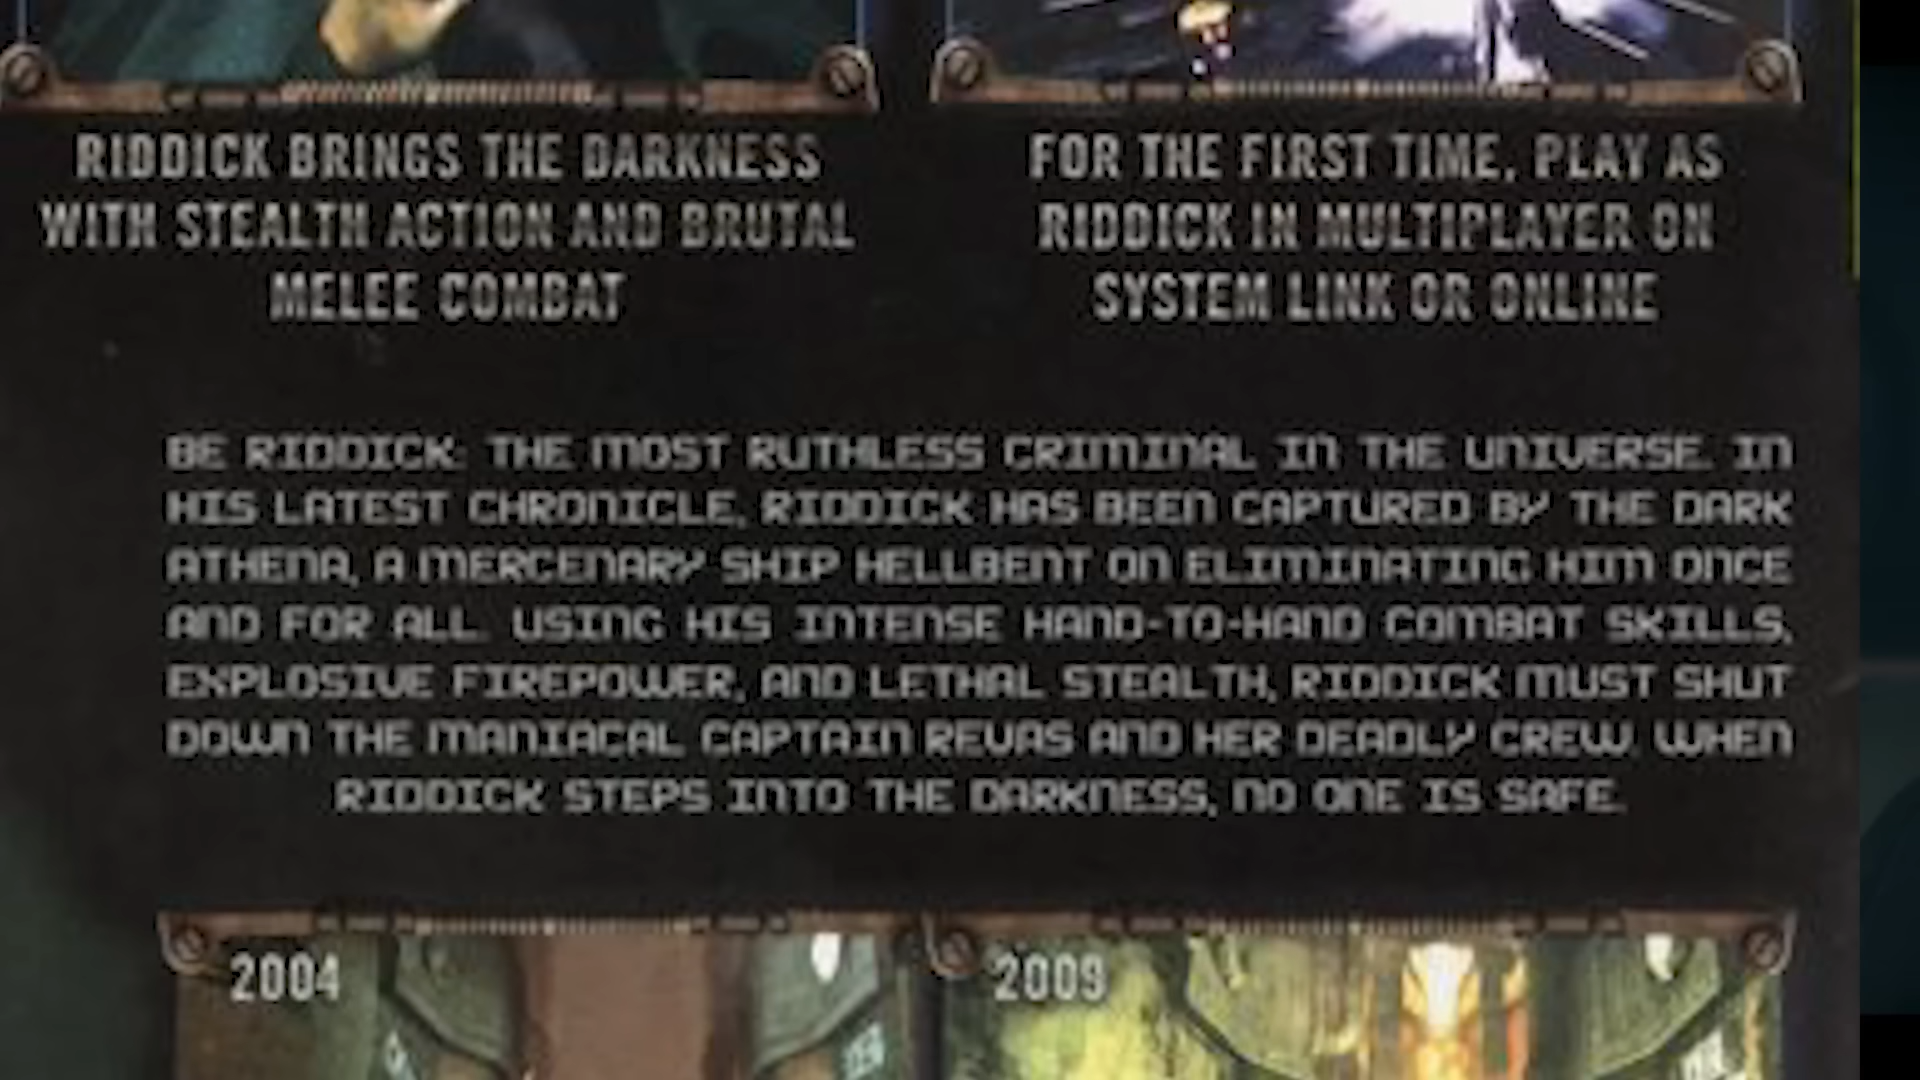 RIDDICK BRINGS THE DARKNESS
WITH STEALTH ACTION AND BRUTAL
MELEE COMBAT
FOR THE FIRST TIME, PLAY AS
RIDDICK IN MULTIPLAYER ON
SYSTEM LINK OR ONLINE
BE RIDDICK: THE MOST RUTHLESS CRIMINAL IN THE UNIVERSE. IN
HIS LATEST CHRONICLE, RIDDICK HAS BEEN CAPTURED BY THE DARK
ATHENA, A MERCENARY SHIP HELLBENT ON ELIMINATING HIM ONCE
AND FOR ALL. USING HIS INTENSE HAND-TO-HAND COMBAT SKILLS,
EXPLOSIVE FIREPOWER, AND LETHAL STEALTH, RIDDICK MUST SHUT
DOWN THE MANIACAL CAPTAIN REVAS AND HER DEADLY CREW. WHEN
RIDDICK STEPS INTO THE DARKNESS, NO ONE IS SAFE.
2004
2009